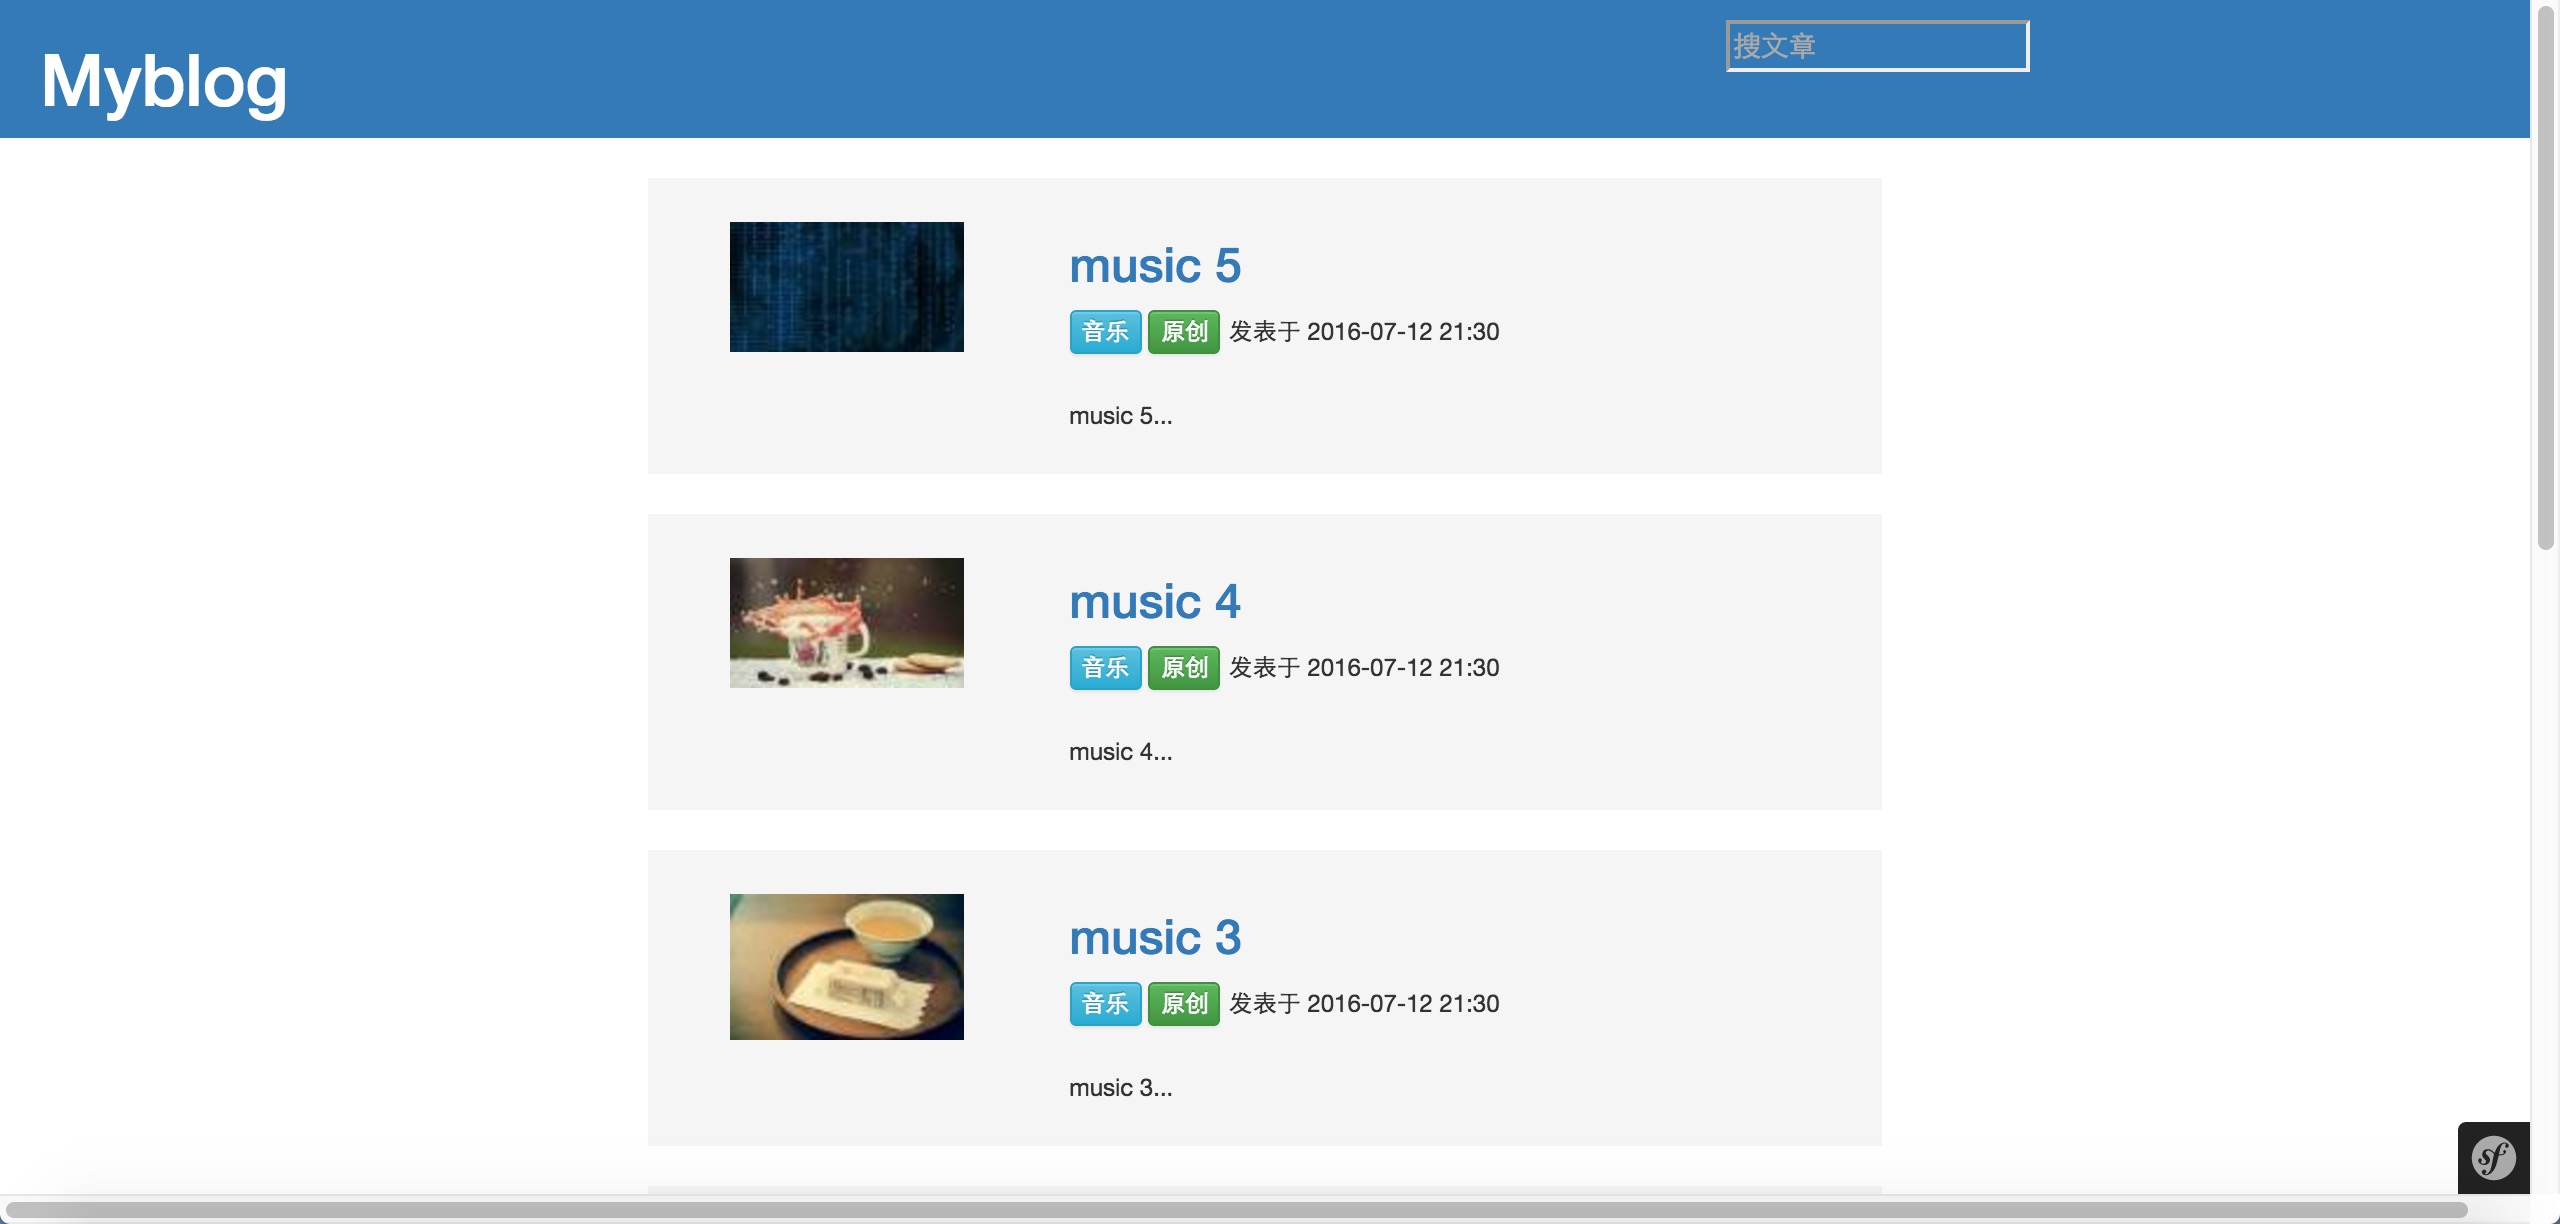 Myblog
搜文章
music 5
音乐 原创 发表于 2016-07-12 21:30
music 5...
music 4
音乐 原创 发表于 2016-07-12 21:30
music 4...
music 3
音乐 原创 发表于 2016-07-12 21:30
music 3...
sf